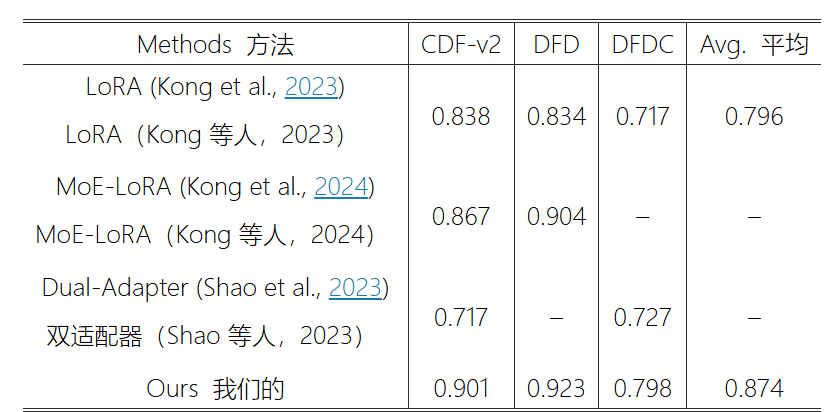 Methods 方法 CDF-v2 DFD DFDC Avg. 平均
LoRA (Kong et al., 2023)
LoRA（Kong 等人，2023） 0.838 0.834 0.717 0.796
MoE-LoRA (Kong et al., 2024)
MoE-LoRA（Kong 等人，2024） 0.867 0.904 – –
Dual-Adapter (Shao et al., 2023)
双适配器（Shao 等人，2023） 0.717 – 0.727 –
Ours 我们的 0.901 0.923 0.798 0.874